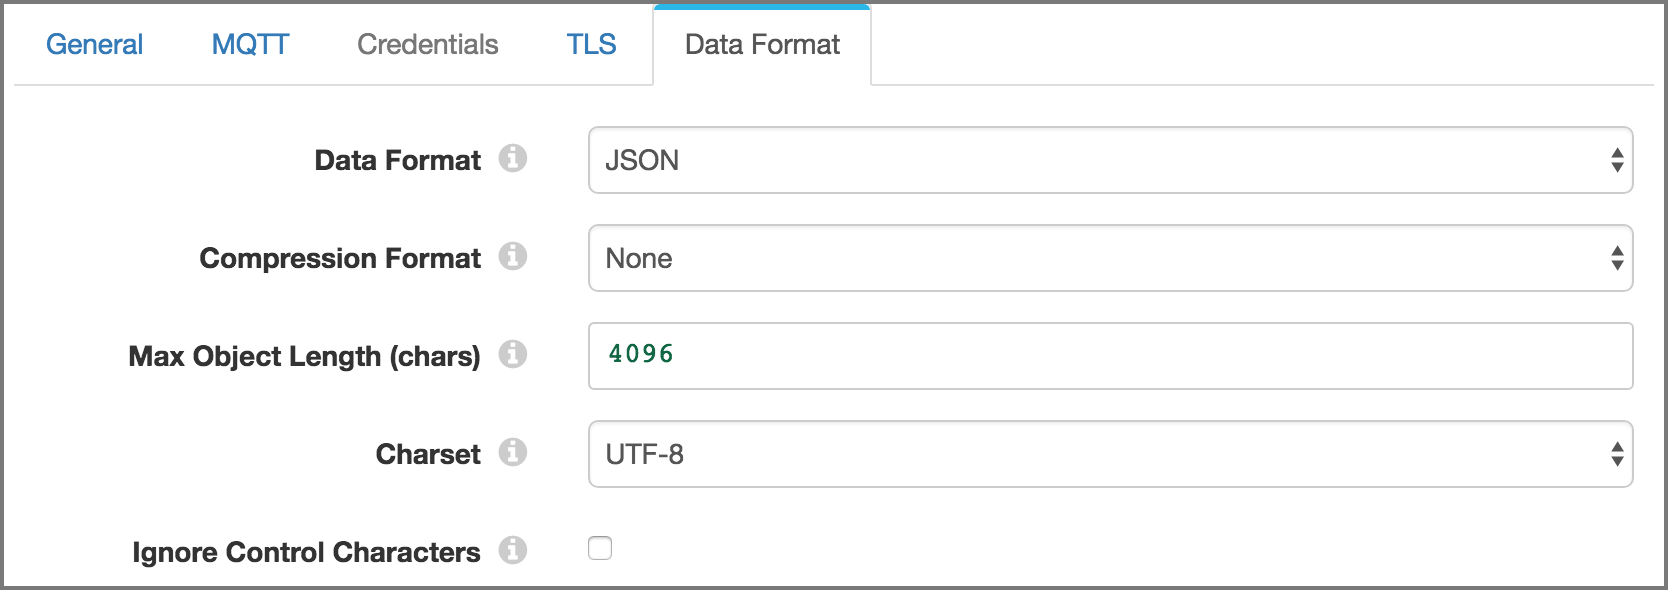 General MQTT Credentials TLS Data Format
Data Format JSON
Compression Format None
Max Object Length (chars) 4096
Charset UTF-8
Ignore Control Characters